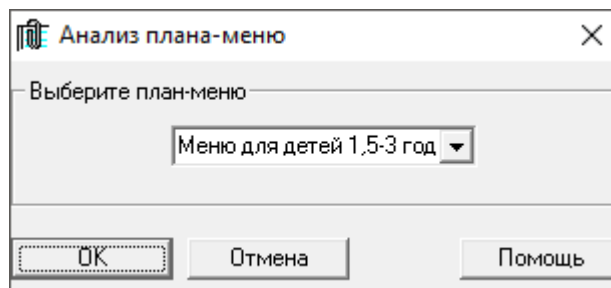 Анализ плана-меню
Выберите план-меню
Меню для детей 1,5-3 год
OK
Отмена
Помощь